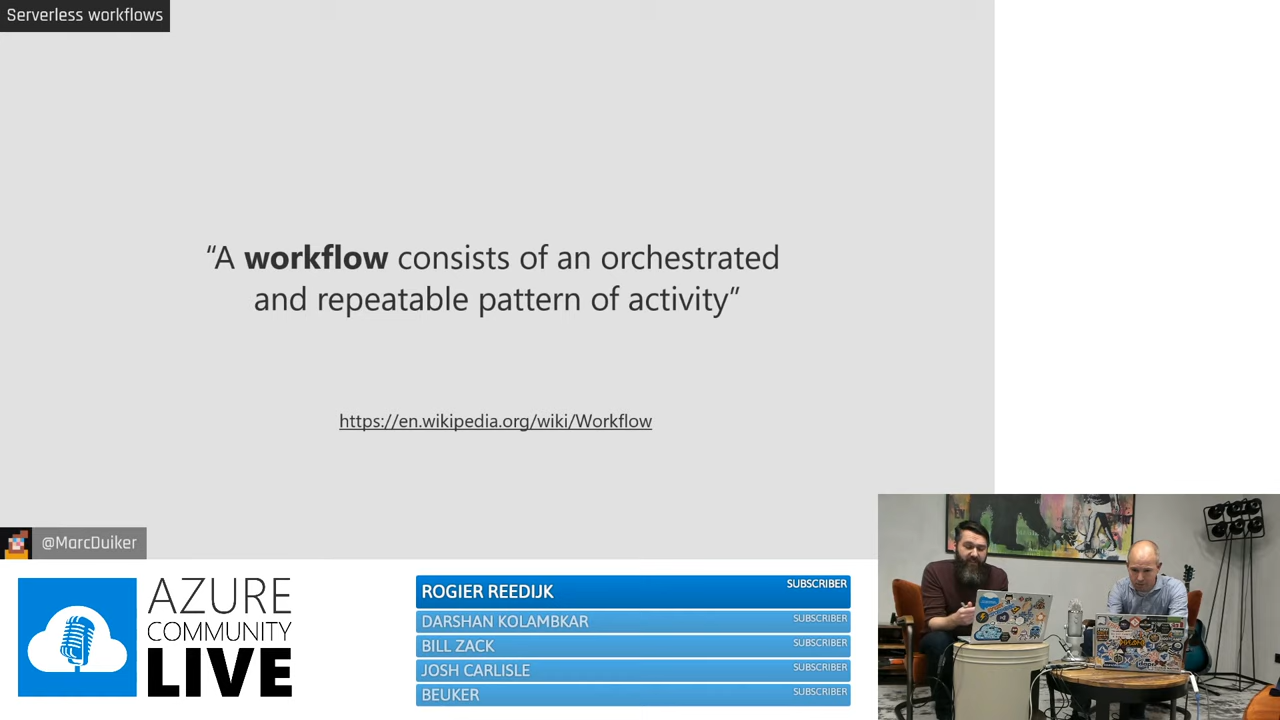 Serverless workflows
“A workflow consists of an orchestrated
and repeatable pattern of activity”
https://en.wikipedia.org/wiki/Workflow
@MarcDuiker
AZURE
COMMUNITY
LIVE
ROGIER REEDIJK SUBSCRIBER
DARSHAN KOLAMBKAR SUBSCRIBER
BILL ZACK SUBSCRIBER
JOSH CARLISLE SUBSCRIBER
BEUKER SUBSCRIBER